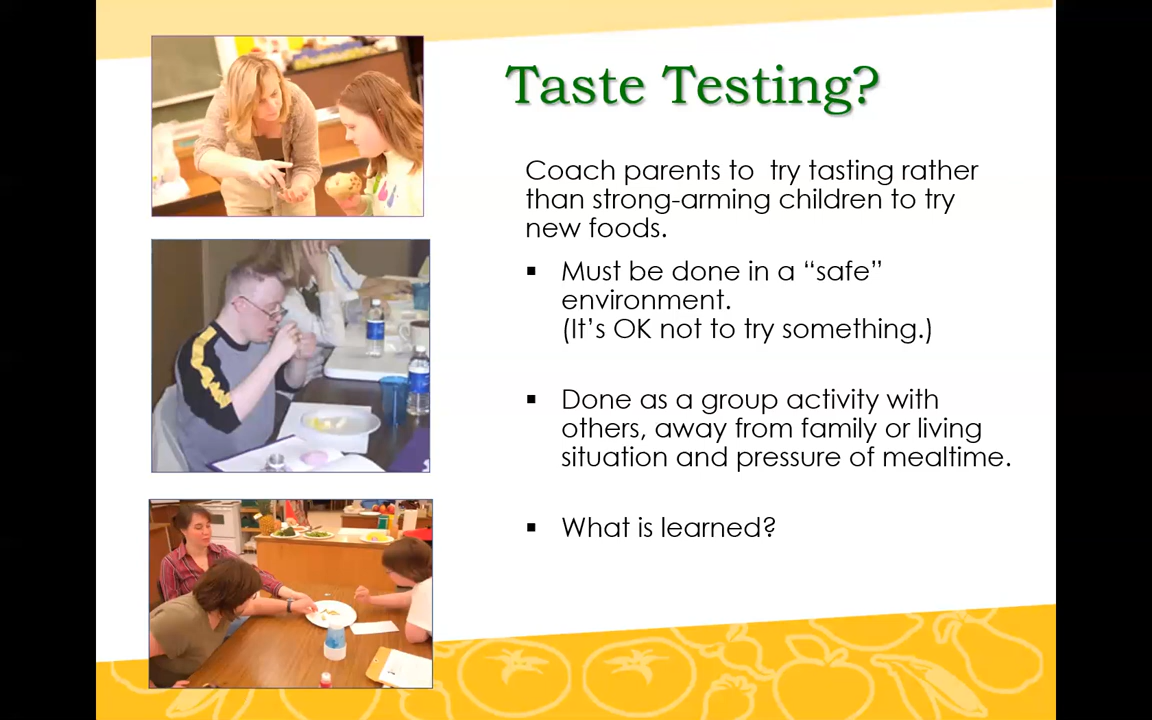 Taste Testing?
Coach parents to  try tasting rather
than strong-arming children to try
new foods.
▪ Must be done in a “safe”
environment.
(It’s OK not to try something.)
▪ Done as a group activity with
others, away from family or living
situation and pressure of mealtime.
▪ What is learned?